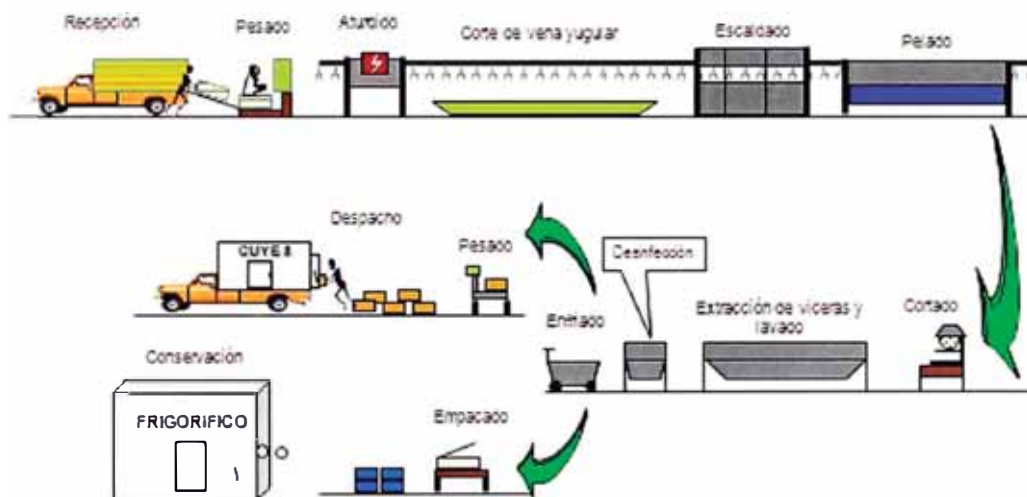 Recepción
Pesado
Aturdido
Corte de vena yugular
Escaldado
Pelado
Despacho
CUYES
Pesado
Desinfección
Enfriado
Extracción de viceras y
lavado
Cortado
Conservación
FRIGORIFICO
Empacado